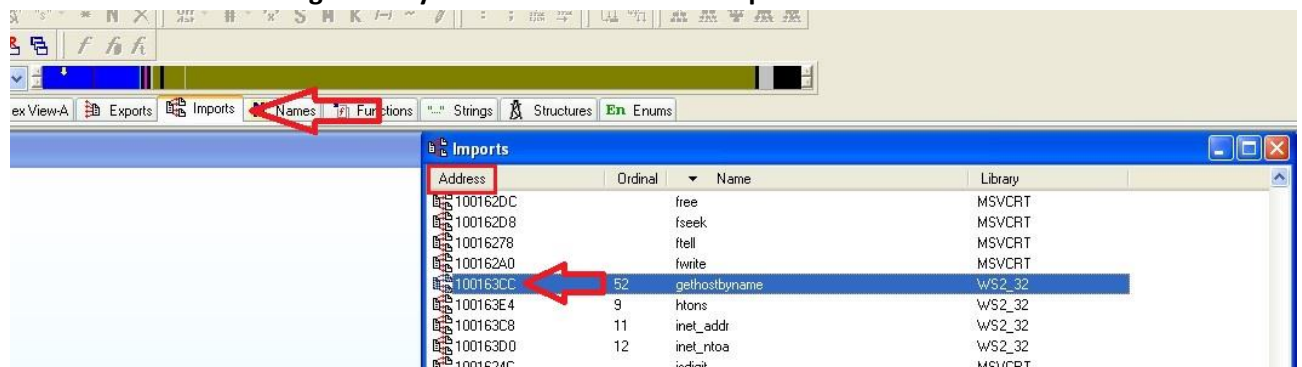 "s" * N X # 'x' S M K ~ : ;
f
ex View-A Exports Imports Names Functions "..." Strings Structures En Enums
Imports
Address Ordinal Name Library
100162DC free MSVCRT
100162D8 fseek MSVCRT
10016278 ftell MSVCRT
100162A0 fwrite MSVCRT
100163CC 52 gethostbyname WS2_32
100163E4 9 htons WS2_32
100163C8 11 inet_addr WS2_32
100163D0 12 inet_ntoa WS2_32
1001624C isdigit MSVCRT